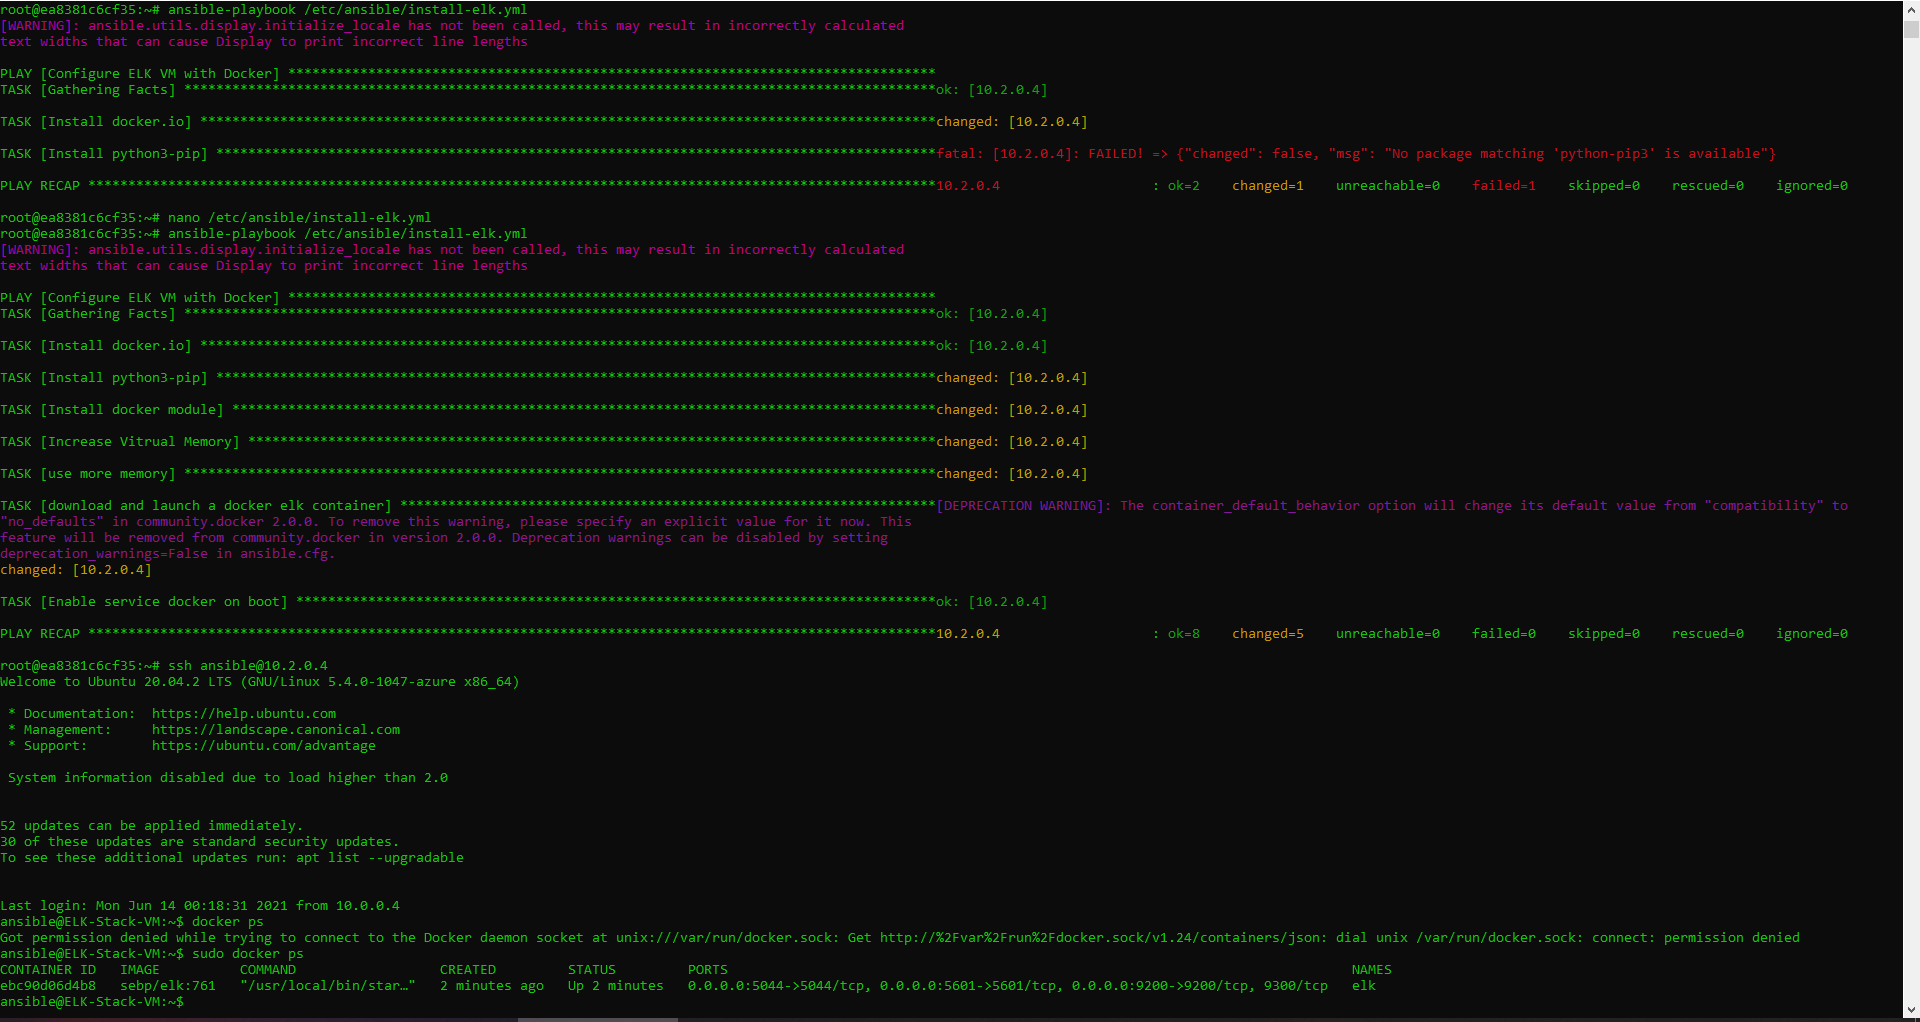 root@ea8381c6cf35:~# ansible-playbook /etc/ansible/install-elk.yml
[WARNING]: ansible.utils.display.initialize_locale has not been called, this may result in incorrectly calculated
text widths that can cause Display to print incorrect line lengths
PLAY [Configure ELK VM with Docker] *********************************************************************************
TASK [Gathering Facts] **********************************************************************************************ok: [10.2.0.4]
TASK [Install docker.io] ********************************************************************************************changed: [10.2.0.4]
TASK [Install python3-pip] ******************************************************************************************fatal: [10.2.0.4]: FAILED! => {"changed": false, "msg": "No package matching 'python-pip3' is available"}
PLAY RECAP **********************************************************************************************************10.2.0.4                   : ok=2    changed=1    unreachable=0    failed=1    skipped=0    rescued=0    ignored=0
root@ea8381c6cf35:~# nano /etc/ansible/install-elk.yml
root@ea8381c6cf35:~# ansible-playbook /etc/ansible/install-elk.yml
[WARNING]: ansible.utils.display.initialize_locale has not been called, this may result in incorrectly calculated
text widths that can cause Display to print incorrect line lengths
PLAY [Configure ELK VM with Docker] *********************************************************************************
TASK [Gathering Facts] **********************************************************************************************ok: [10.2.0.4]
TASK [Install docker.io] ********************************************************************************************ok: [10.2.0.4]
TASK [Install python3-pip] ******************************************************************************************changed: [10.2.0.4]
TASK [Install docker module] ****************************************************************************************changed: [10.2.0.4]
TASK [Increase Vitrual Memory] **************************************************************************************changed: [10.2.0.4]
TASK [use more memory] **********************************************************************************************changed: [10.2.0.4]
TASK [download and launch a docker elk container] *******************************************************************[DEPRECATION WARNING]: The container_default_behavior option will change its default value from "compatibility" to
"no_defaults" in community.docker 2.0.0. To remove this warning, please specify an explicit value for it now. This
feature will be removed from community.docker in version 2.0.0. Deprecation warnings can be disabled by setting
deprecation_warnings=False in ansible.cfg.
changed: [10.2.0.4]
TASK [Enable service docker on boot] ********************************************************************************ok: [10.2.0.4]
PLAY RECAP **********************************************************************************************************10.2.0.4                   : ok=8    changed=5    unreachable=0    failed=0    skipped=0    rescued=0    ignored=0
root@ea8381c6cf35:~# ssh ansible@10.2.0.4
Welcome to Ubuntu 20.04.2 LTS (GNU/Linux 5.4.0-1047-azure x86_64)
* Documentation:  https://help.ubuntu.com
* Management:     https://landscape.canonical.com
* Support:        https://ubuntu.com/advantage
System information disabled due to load higher than 2.0
52 updates can be applied immediately.
30 of these updates are standard security updates.
To see these additional updates run: apt list --upgradable
Last login: Mon Jun 14 00:18:31 2021 from 10.0.0.4
ansible@ELK-Stack-VM:~$ docker ps
Got permission denied while trying to connect to the Docker daemon socket at unix:///var/run/docker.sock: Get http://%2Fvar%2Frun%2Fdocker.sock/v1.24/containers/json: dial unix /var/run/docker.sock: connect: permission denied
ansible@ELK-Stack-VM:~$ sudo docker ps
CONTAINER ID   IMAGE          COMMAND                  CREATED         STATUS         PORTS                                                                              NAMES
ebc90d06d4b8   sebp/elk:761   "/usr/local/bin/star…"   2 minutes ago   Up 2 minutes   0.0.0.0:5044->5044/tcp, 0.0.0.0:5601->5601/tcp, 0.0.0.0:9200->9200/tcp, 9300/tcp   elk
ansible@ELK-Stack-VM:~$